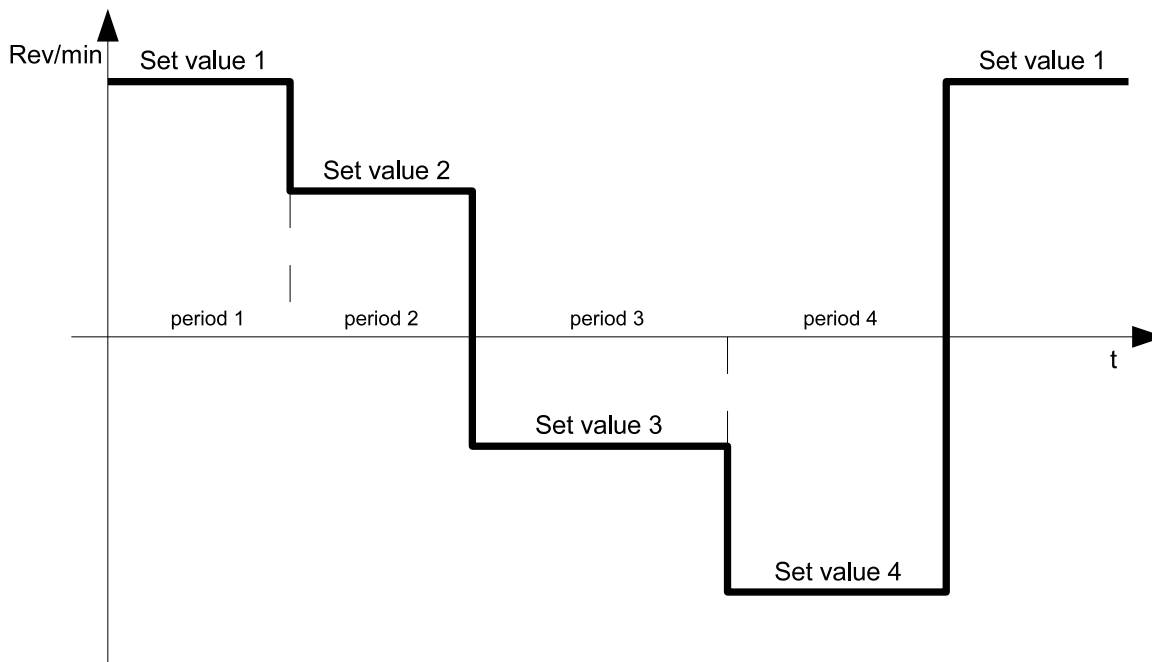 Rev/min
Set value 1
Set value 1
Set value 2
period 1
period 2
period 3
period 4
t
Set value 3
Set value 4